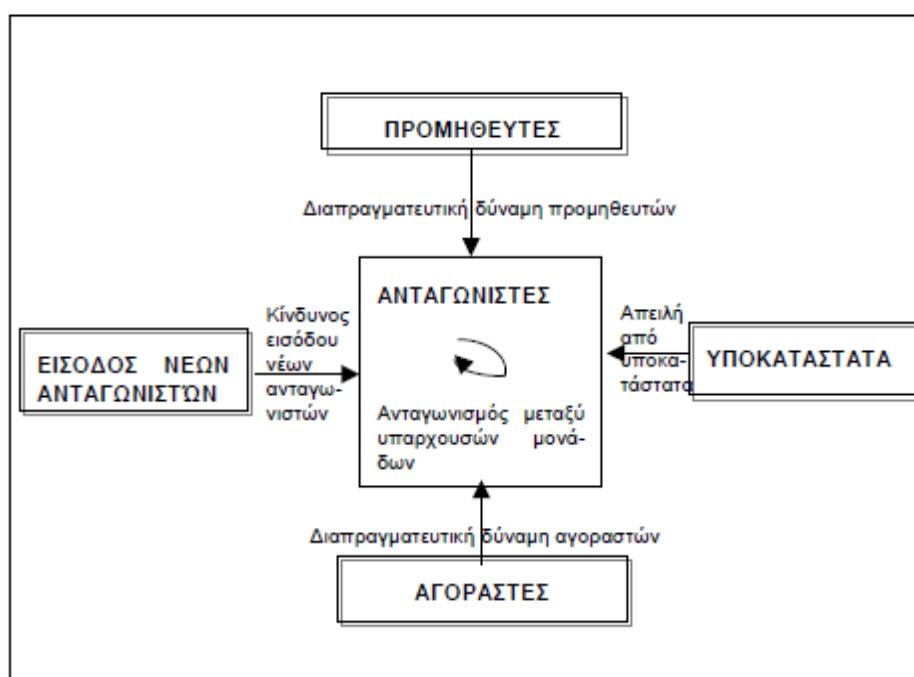 ΠΡΟΜΗΘΕΥΤΕΣ
Διαπραγματευτική δύναμη προμηθευτών
ΕΙΣΟΔΟΣ ΝΕΩΝ
ΑΝΤΑΓΩΝΙΣΤΏΝ
Κίνδυνος
εισόδου
νέων
ανταγω-
νιστών
ΑΝΤΑΓΩΝΙΣΤΕΣ
Ανταγωνισμός μεταξύ
υπαρχουσών μονά-
δων
Απειλή
από
υποκα-
τάστατα
ΥΠΟΚΑΤΑΣΤΑΤΑ
Διαπραγματευτική δύναμη αγοραστών
ΑΓΟΡΑΣΤΕΣ